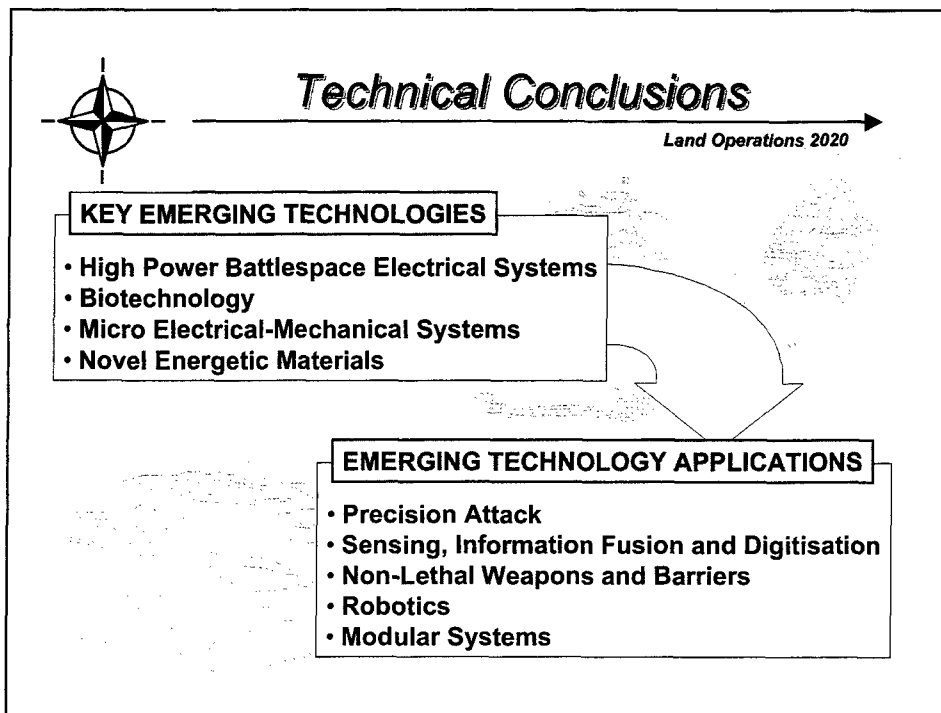 Technical Conclusions
Land Operations 2020
KEY EMERGING TECHNOLOGIES
• High Power Battlespace Electrical Systems
• Biotechnology
• Micro Electrical-Mechanical Systems
• Novel Energetic Materials
EMERGING TECHNOLOGY APPLICATIONS
• Precision Attack
• Sensing, Information Fusion and Digitisation
• Non-Lethal Weapons and Barriers
• Robotics
• Modular Systems